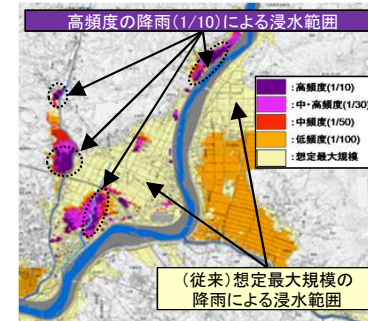 高頻度の降雨(1/10)による浸水範囲
:高頻度(1/10)
:中・高頻度(1/30)
:中頻度(1/50)
:低頻度(1/100)
:想定最大規模
(従来)想定最大規模の
降雨による浸水範囲